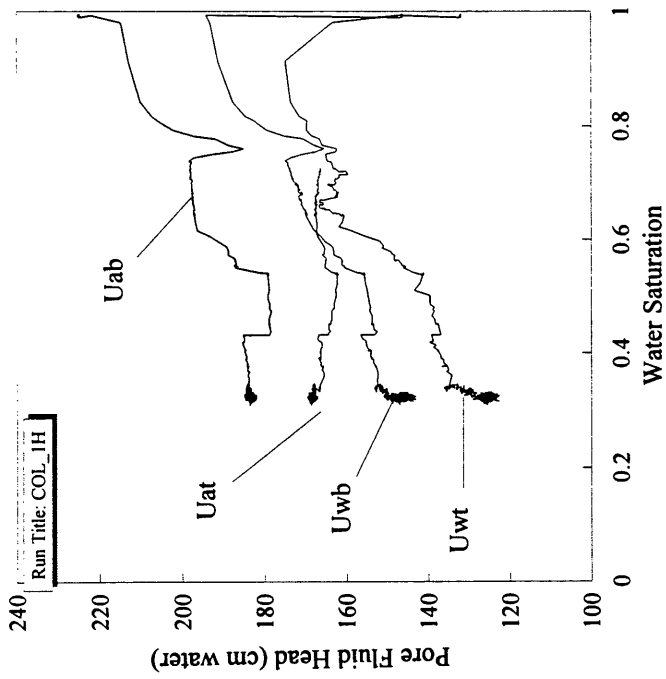 Run Title: COL_1H
Pore Fluid Head (cm water)
240
220
200
180
160
140
120
100
Uab
Uat
Uwb
Uwt
0
0.2
0.4
0.6
0.8
1
Water Saturation